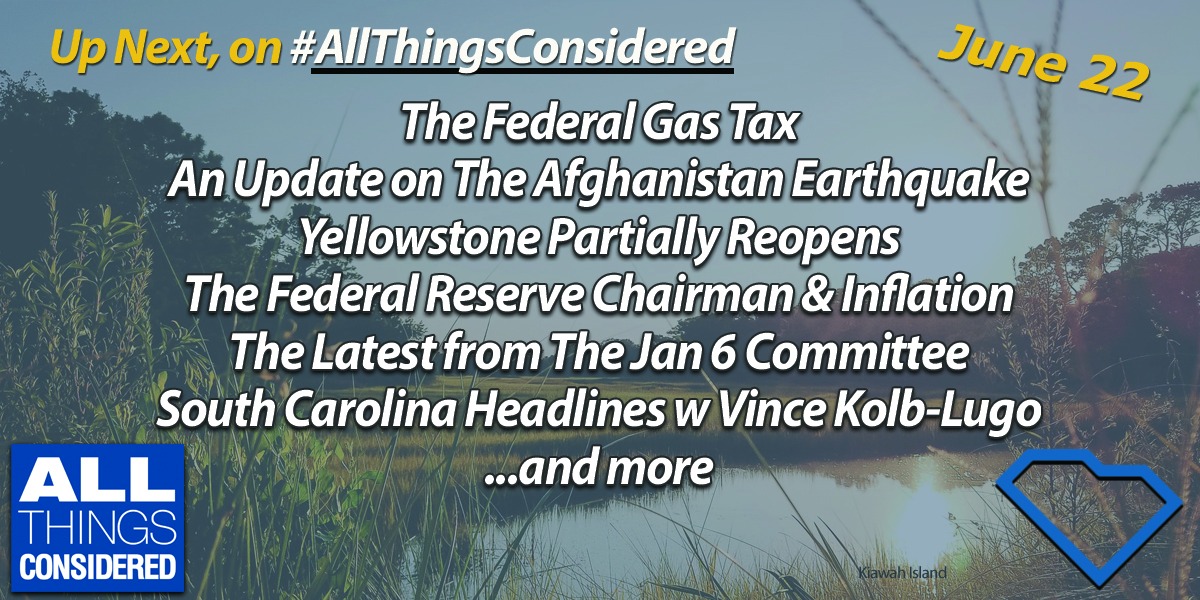 Up Next, on #AllThingsConsidered
June 22
The Federal Gas Tax
An Update on The Afghanistan Earthquake
Yellowstone Partially Reopens
The Federal Reserve Chairman & Inflation
The Latest from The Jan 6 Committee
South Carolina Headlines w Vince Kolb-Lugo
...and more
ALL
THINGS
CONSIDERED
Kiawah Island